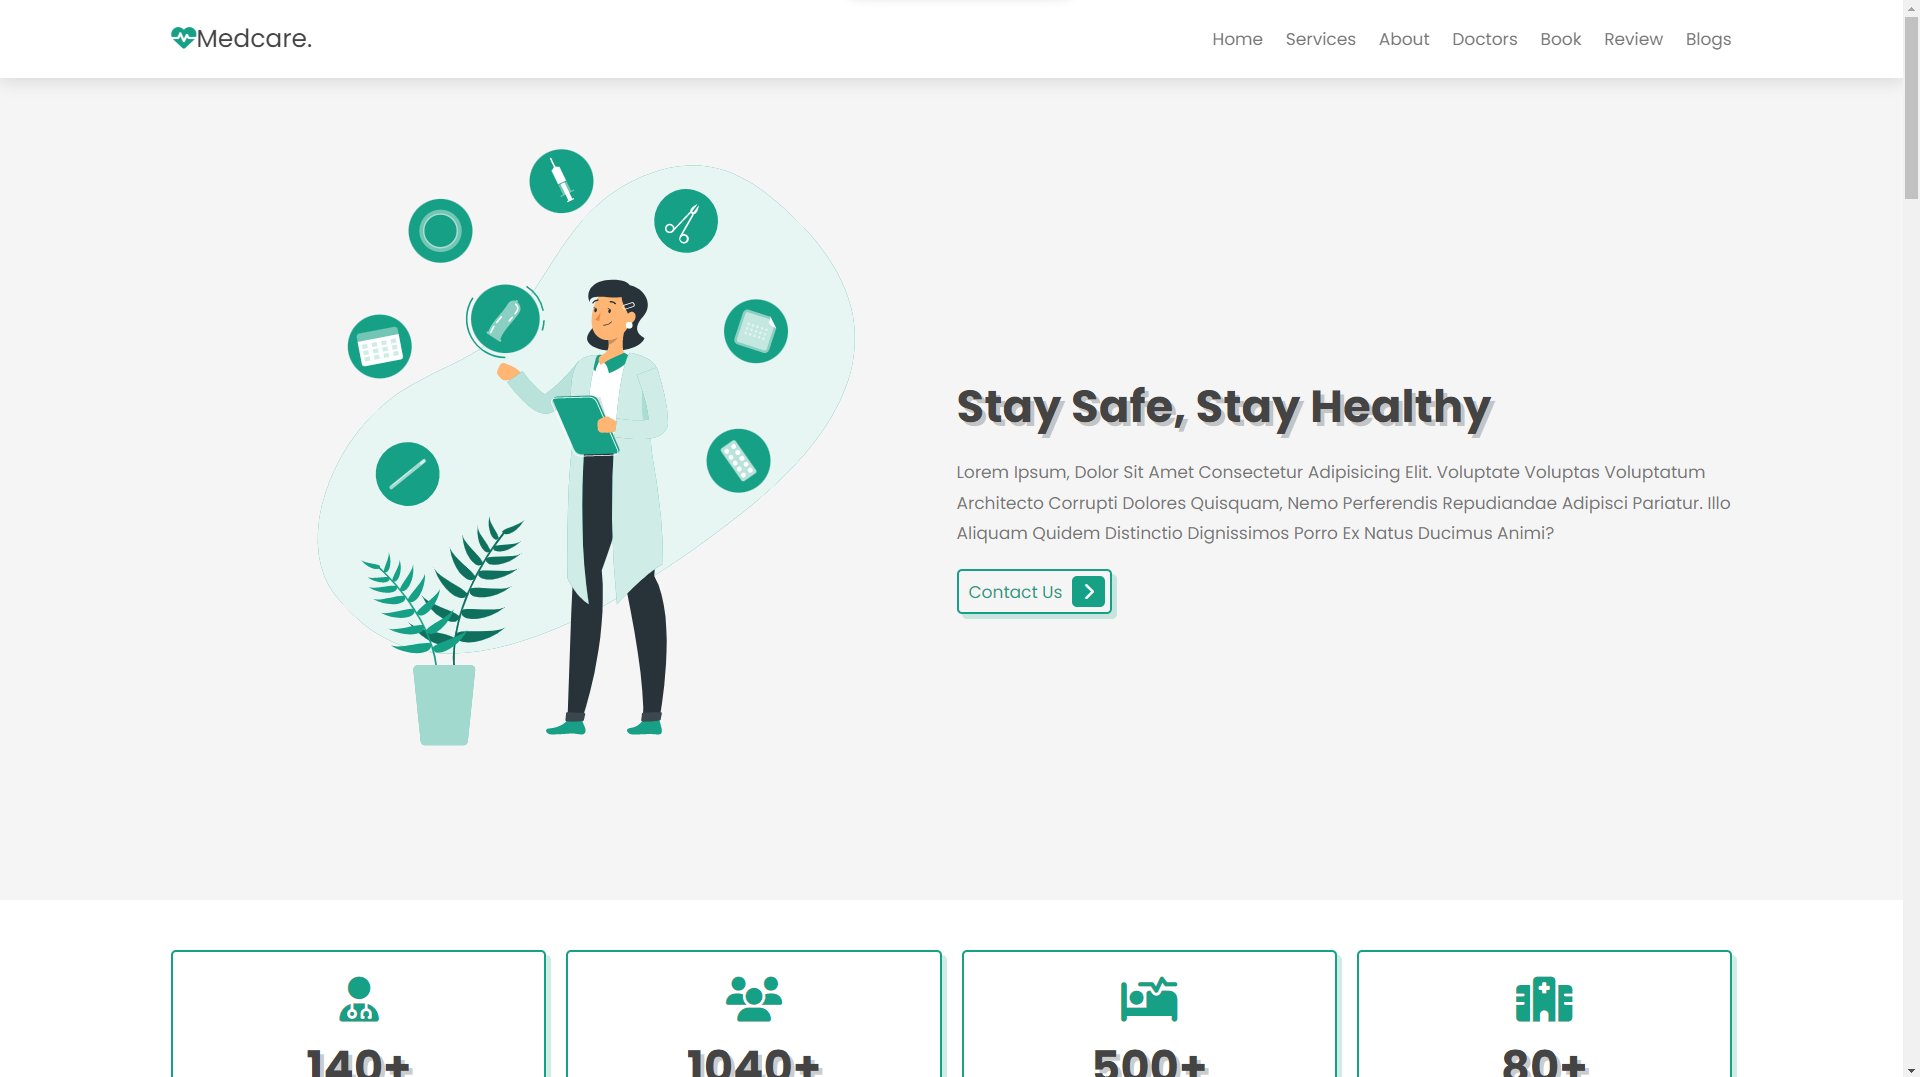 Medcare.
Home Services About Doctors Book Review Blogs
Stay Safe, Stay Healthy
Lorem Ipsum, Dolor Sit Amet Consectetur Adipisicing Elit. Voluptate Voluptas Voluptatum
Architecto Corrupti Dolores Quisquam, Nemo Perferendis Repudiandae Adipisci Pariatur. Illo
Aliquam Quidem Distinctio Dignissimos Porro Ex Natus Ducimus Animi?
Contact Us
140+ 1040+ 500+ 80+